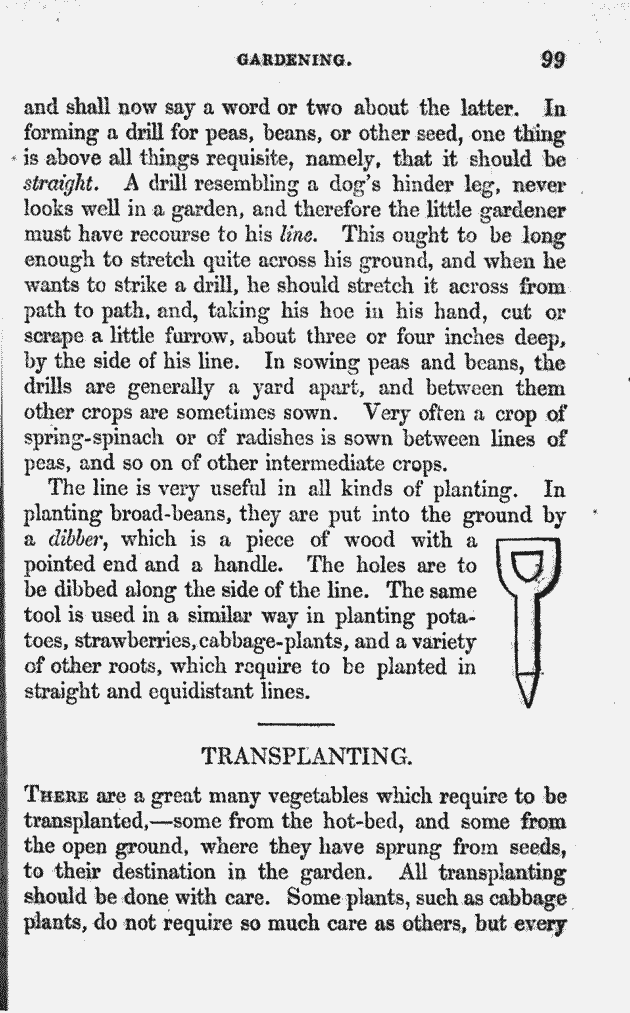 GARDENING. 99
and shall now say a word or two about the latter. In
forming a drill for peas, beans, or other seed, one thing
is above all things requisite, namely, that it should be
straight. A drill resembling a dog's hinder leg, never
looks well in a garden, and therefore the little gardener
must have recourse to his line. This ought to be long
enough to stretch quite across his ground, and when he
wants to strike a drill, he should stretch it across from
path to path, and, taking his hoe in his hand, cut or
scrape a little furrow, about three or four inches deep,
by the side of his line. In sowing peas and beans, the
drills are generally a yard apart, and between them
other crops are sometimes sown. Very often a crop of
spring-spinach or of radishes is sown between lines of
peas, and so on of other intermediate crops.
The line is very useful in all kinds of planting. In
planting broad-beans, they are put into the ground by
a dibber, which is a piece of wood with a
pointed end and a handle. The holes are to
be dibbed along the side of the line. The same
tool is used in a similar way in planting pota-
toes, strawberries, cabbage-plants, and a variety
of other roots, which require to be planted in
straight and equidistant lines.
TRANSPLANTING.
THERE are a great many vegetables which require to be
transplanted,—some from the hot-bed, and some from
the open ground, where they have sprung from seeds,
to their destination in the garden. All transplanting
should be done with care. Some plants, such as cabbage
plants, do not require so much care as others, but every